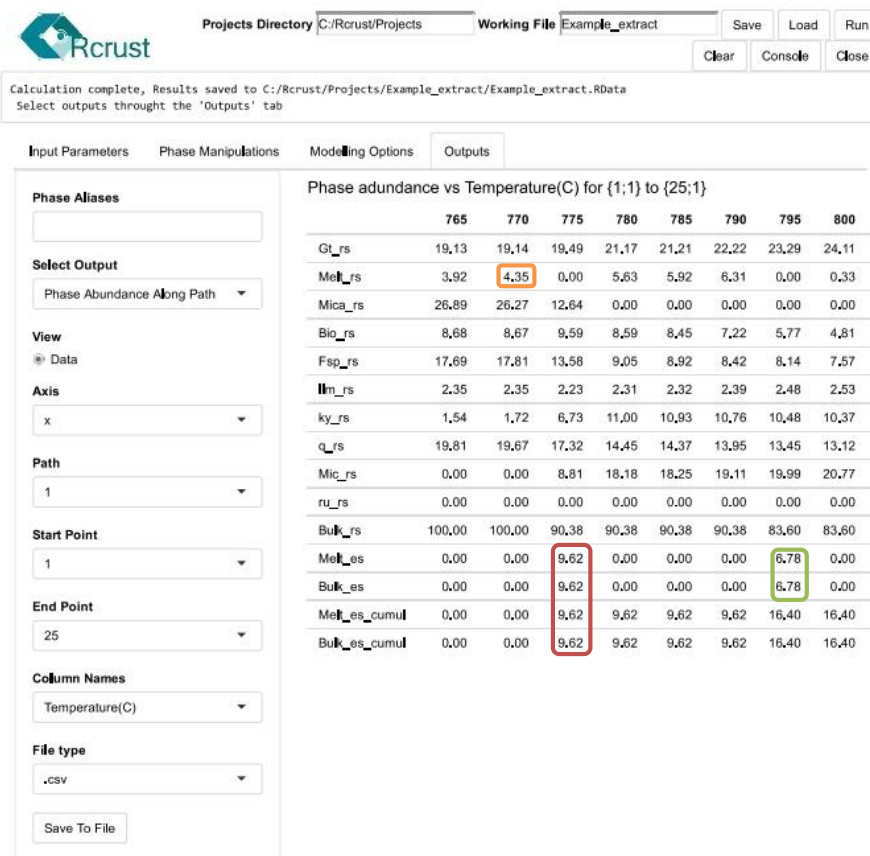 Rcrust
Projects Directory C:/Rcrust/Projects Working File Example_extract Save Load Run
Clear Console Close
Calculation complete, Results saved to C:/Rcrust/Projects/Example_extract/Example_extract.RData
Select outputs throught the 'Outputs' tab
Input Parameters Phase Manipulations Modelling Options Outputs
Phase Aliases
Select Output
Phase Abundance Along Path
View
Data
Axis
x
Path
1
Start Point
1
End Point
25
Column Names
Temperature(C)
File type
.csv
Save To File
Phase adundance vs Temperature(C) for {1;1} to {25;1}
765 770 775 780 785 790 795 800
Gt_rs 19.13 19.14 19.49 21.17 21.21 22.22 23.29 24.11
Melt_rs 3.92 4.35 0.00 5.63 5.92 6.31 0.00 0.33
Mica_rs 26.89 26.27 12.64 0.00 0.00 0.00 0.00 0.00
Bio_rs 8.68 8.67 9.59 8.59 8.45 7.22 5.77 4.81
Fsp_rs 17.69 17.81 13.58 9.05 8.92 8.42 8.14 7.57
Ilm_rs 2.35 2.35 2.23 2.31 2.32 2.39 2.48 2.53
ky_rs 1.54 1.72 6.73 11.00 10.93 10.76 10.48 10.37
q_rs 19.81 19.67 17.32 14.45 14.37 13.95 13.45 13.12
Mic_rs 0.00 0.00 8.81 18.18 18.25 19.11 19.99 20.77
ru_rs 0.00 0.00 0.00 0.00 0.00 0.00 0.00 0.00
Bulk_rs 100.00 100.00 90.38 90.38 90.38 90.38 83.60 83.60
Melt_es 0.00 0.00 9.62 0.00 0.00 0.00 6.78 0.00
Bulk_es 0.00 0.00 9.62 0.00 0.00 0.00 6.78 0.00
Melt_es_cumul 0.00 0.00 9.62 9.62 9.62 9.62 16.40 16.40
Bulk_es_cumul 0.00 0.00 9.62 9.62 9.62 9.62 16.40 16.40